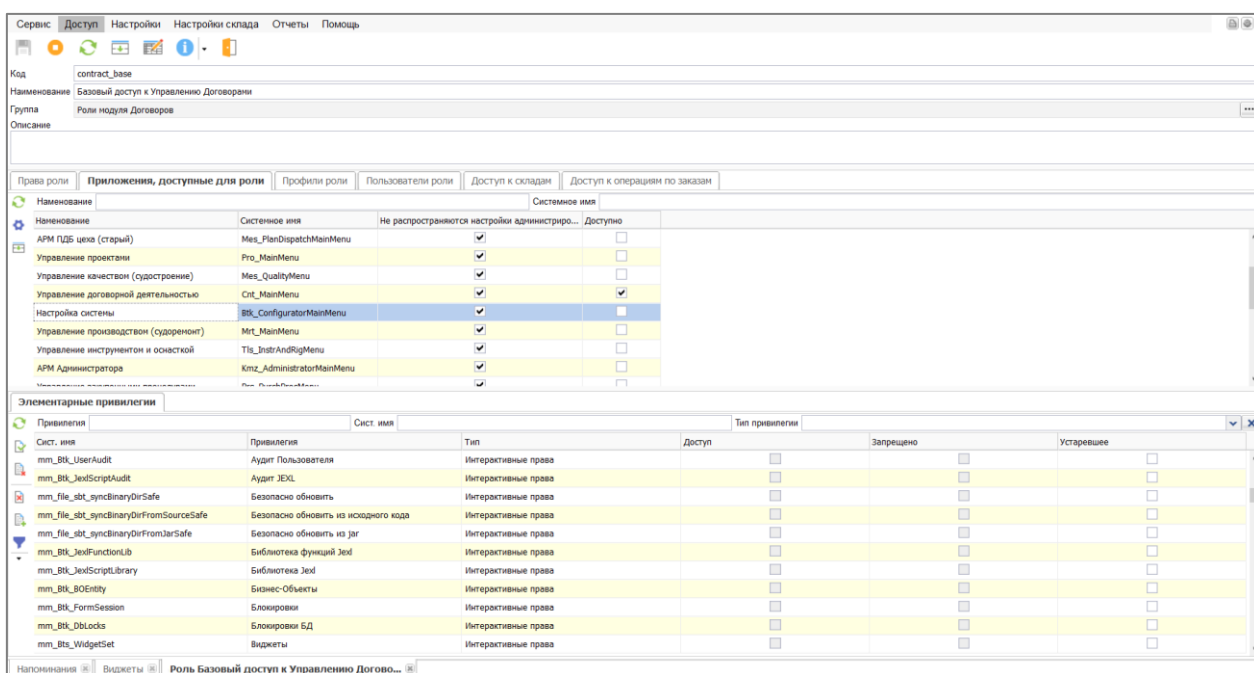 Сервис Доступ Настройки Настройки склада Отчеты Помощь
Код contract_base
Наименование Базовый доступ к Управлению Договорами
Группа Роли модуля Договоров
Описание
Права роли Приложения, доступные для роли Профили роли Пользователи роли Доступ к складам Доступ к операциям по заказам
Наменование Системное имя
Наменование Системное имя Не распространяются настройки администриро... Доступно
АРМ ПДБ цеха (старый) Mes_PlanDispatchMainMenu
Управление проектами Pro_MainMenu
Управление качеством (судостроение) Mes_QualityMenu
Управление договорной деятельностью Cnt_MainMenu
Настройка системы Btk_ConfiguratorMainMenu
Управление производством (судоремонт) Mrt_MainMenu
Управление инструментом и оснасткой Tls_InstrAndRigMenu
АРМ Администратора Kmz_AdministratorMainMenu
Элементарные привилегии
Привилегия Сист. имя Тип привилегии
Сист. имя Привилегия Тип Доступ Запрещено Устаревшее
mm_Btk_UserAudit Аудит Пользователя Интерактивные права
mm_Btk_JexlScriptAudit Аудит JEXL Интерактивные права
mm_file_sbt_syncBinaryDirSafe Безопасно обновить Интерактивные права
mm_file_sbt_syncBinaryDirFromSourceSafe Безопасно обновить из исходного кода Интерактивные права
mm_file_sbt_syncBinaryDirFromJarSafe Безопасно обновить из jar Интерактивные права
mm_Btk_JexlFunctionLib Библиотека функций Jexl Интерактивные права
mm_Btk_JexlScriptLibrary Библиотека Jexl Интерактивные права
mm_Btk_BOEntity Бизнес-Объекты Интерактивные права
mm_Btk_FormSession Блокировки Интерактивные права
mm_Btk_DbLocks Блокировки БД Интерактивные права
mm_Bts_WidgetSet Виджеты Интерактивные права
Напоминания Виджеты Роль Базовый доступ к Управлению Догово...